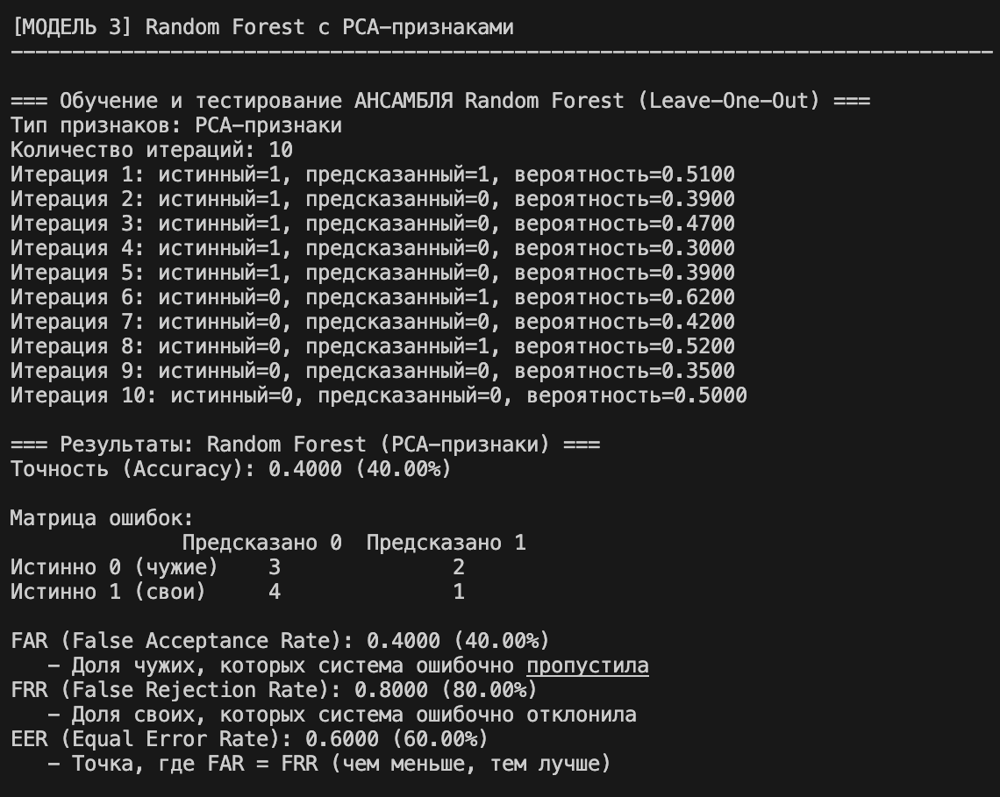 [МОДЕЛЬ 3] Random Forest с PCA-признаками
--------------------------------------------------------------------------------
=== Обучение и тестирование АНСАМБЛЯ Random Forest (Leave-One-Out) ===
Тип признаков: PCA-признаки
Количество итераций: 10
Итерация 1: истинный=1, предсказанный=1, вероятность=0.5100
Итерация 2: истинный=1, предсказанный=0, вероятность=0.3900
Итерация 3: истинный=1, предсказанный=0, вероятность=0.4700
Итерация 4: истинный=1, предсказанный=0, вероятность=0.3000
Итерация 5: истинный=1, предсказанный=0, вероятность=0.3900
Итерация 6: истинный=0, предсказанный=1, вероятность=0.6200
Итерация 7: истинный=0, предсказанный=0, вероятность=0.4200
Итерация 8: истинный=0, предсказанный=1, вероятность=0.5200
Итерация 9: истинный=0, предсказанный=0, вероятность=0.3500
Итерация 10: истинный=0, предсказанный=0, вероятность=0.5000
=== Результаты: Random Forest (PCA-признаки) ===
Точность (Accuracy): 0.4000 (40.00%)
Матрица ошибок:
Предсказано 0  Предсказано 1
Истинно 0 (чужие)    3              2
Истинно 1 (свои)     4              1
FAR (False Acceptance Rate): 0.4000 (40.00%)
- Доля чужих, которых система ошибочно пропустила
FRR (False Rejection Rate): 0.8000 (80.00%)
- Доля своих, которых система ошибочно отклонила
EER (Equal Error Rate): 0.6000 (60.00%)
- Точка, где FAR = FRR (чем меньше, тем лучше)